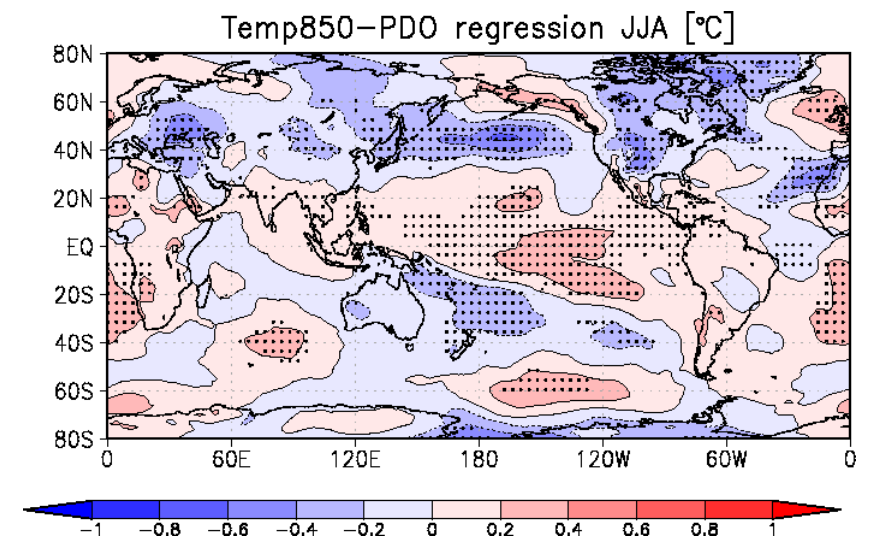 Temp850-PDO regression JJA [°C]
80N
60N
40N
20N
EQ
20S
40S
60S
80S
0 60E 120E 180 120W 60W 0
-1 -0.8 -0.6 -0.4 -0.2 0 0.2 0.4 0.6 0.8 1